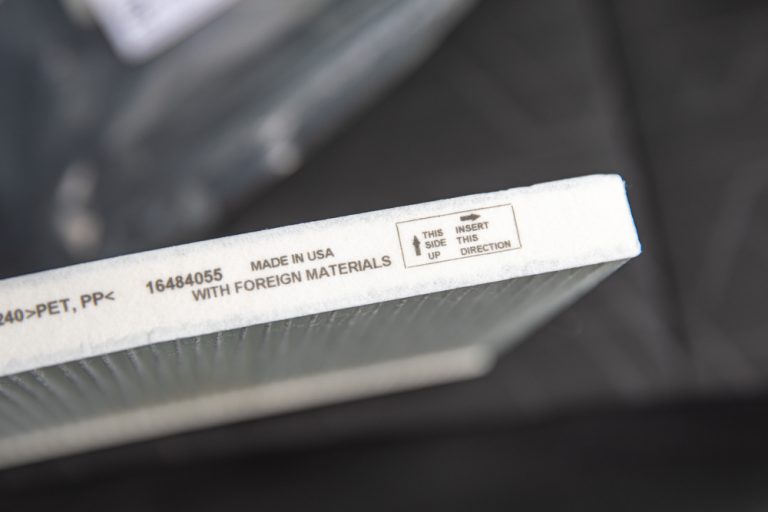 240>PET, PP<
16484055
MADE IN USA
WITH FOREIGN MATERIALS
THIS
SIDE
UP
INSERT
THIS
DIRECTION